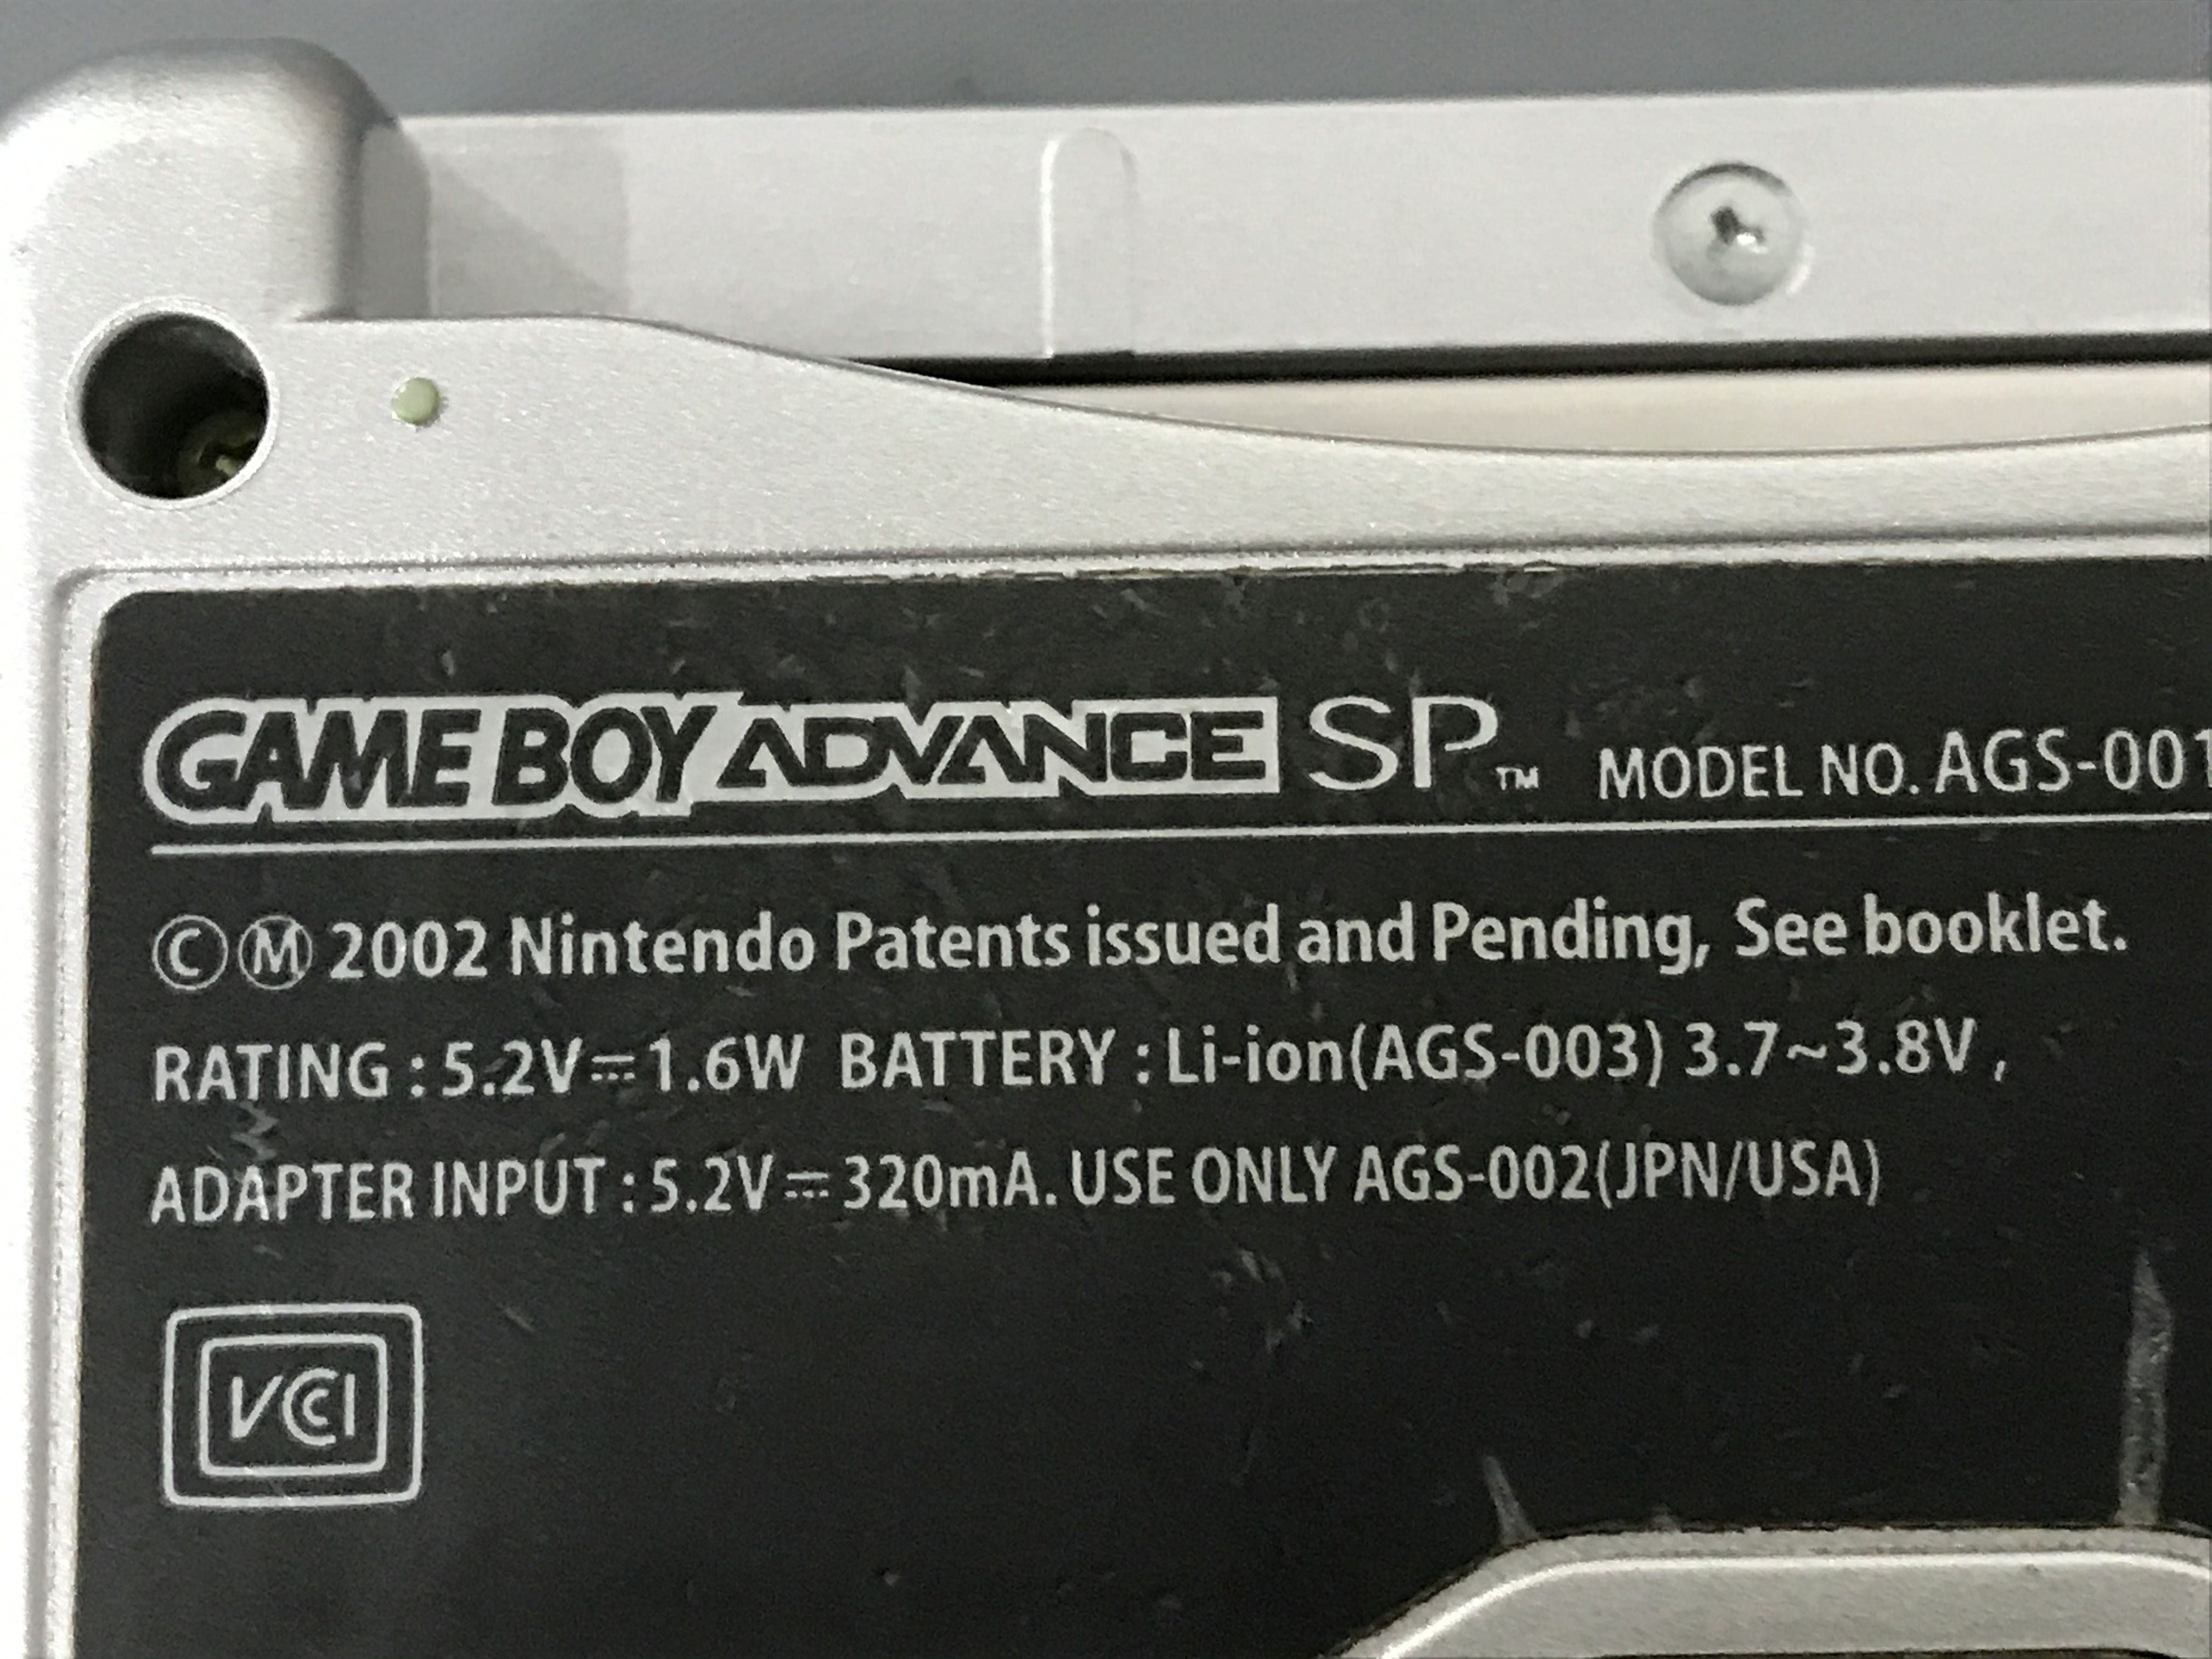 GAME BOY ADVANCE SP™ MODEL NO. AGS-001
©Ⓜ 2002 Nintendo Patents issued and Pending, See booklet.
RATING : 5.2V⎓1.6W BATTERY : Li-ion(AGS-003) 3.7~3.8V ,
ADAPTER INPUT : 5.2V⎓320mA. USE ONLY AGS-002(JPN/USA)
VCCI